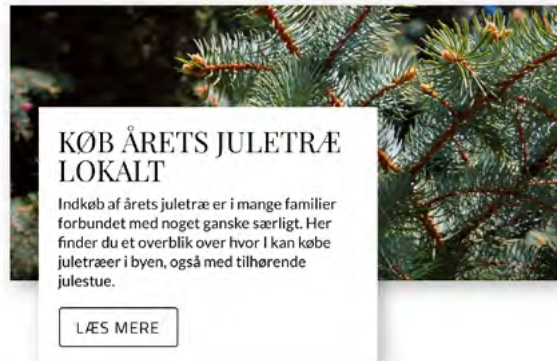 KØB ÅRETS JULETRÆ
LOKALT
Indkøb af årets juletræ er i mange familier
forbundet med noget ganske særligt. Her
finder du et overblik over hvor I kan købe
juletræer i byen, også med tilhørende
julestue.
LÆS MERE